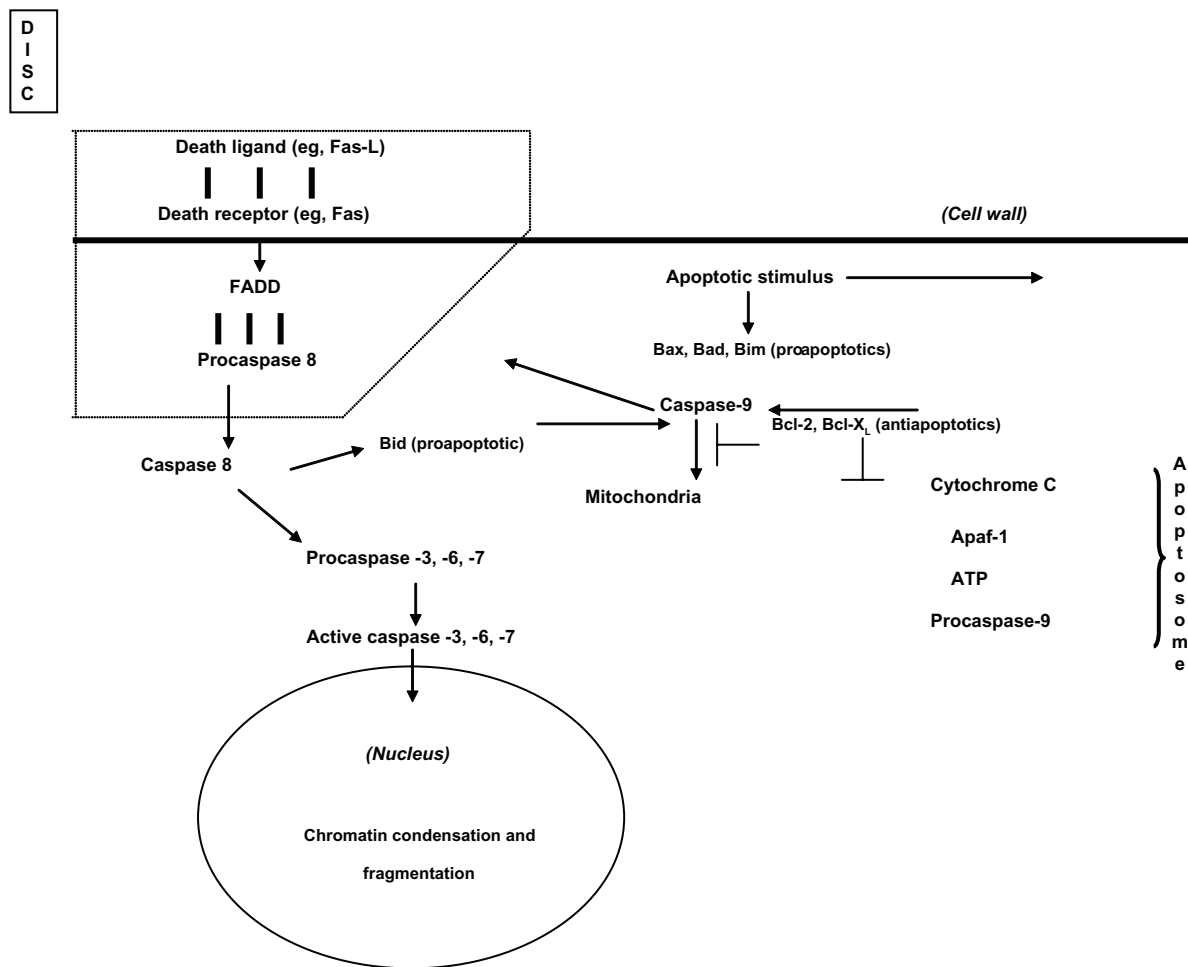 DISC
Death ligand (eg, Fas-L)
Death receptor (eg, Fas)
(Cell wall)
FADD
Procaspase 8
Apoptotic stimulus
Bax, Bad, Bim (proapoptotics)
Caspase-9
Bcl-2, Bcl-XL (antiapoptotics)
Bid (proapoptotic)
Caspase 8
Mitochondria
Cytochrome C
Apaf-1
ATP
Procaspase-9
Apoptosome
Procaspase -3, -6, -7
Active caspase -3, -6, -7
(Nucleus)
Chromatin condensation and
fragmentation